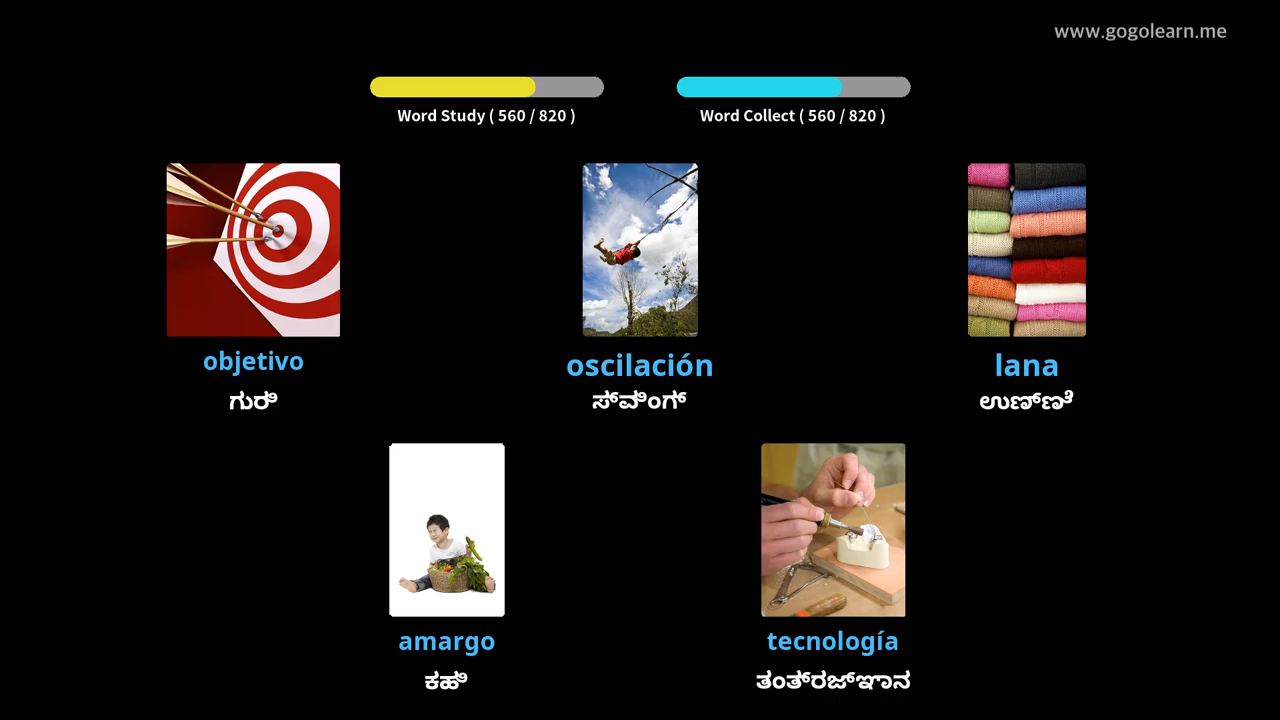 www.gogolearn.me
Word Study ( 560 / 820 )
Word Collect ( 560 / 820 )
objetivo
oscilación
lana
ಗುರಿ
ಸ್ವಿಂಗ್
ಉಣ್ಣೆ
amargo
tecnología
ಕಹಿ
ತಂತ್ರಜ್ಞಾನ